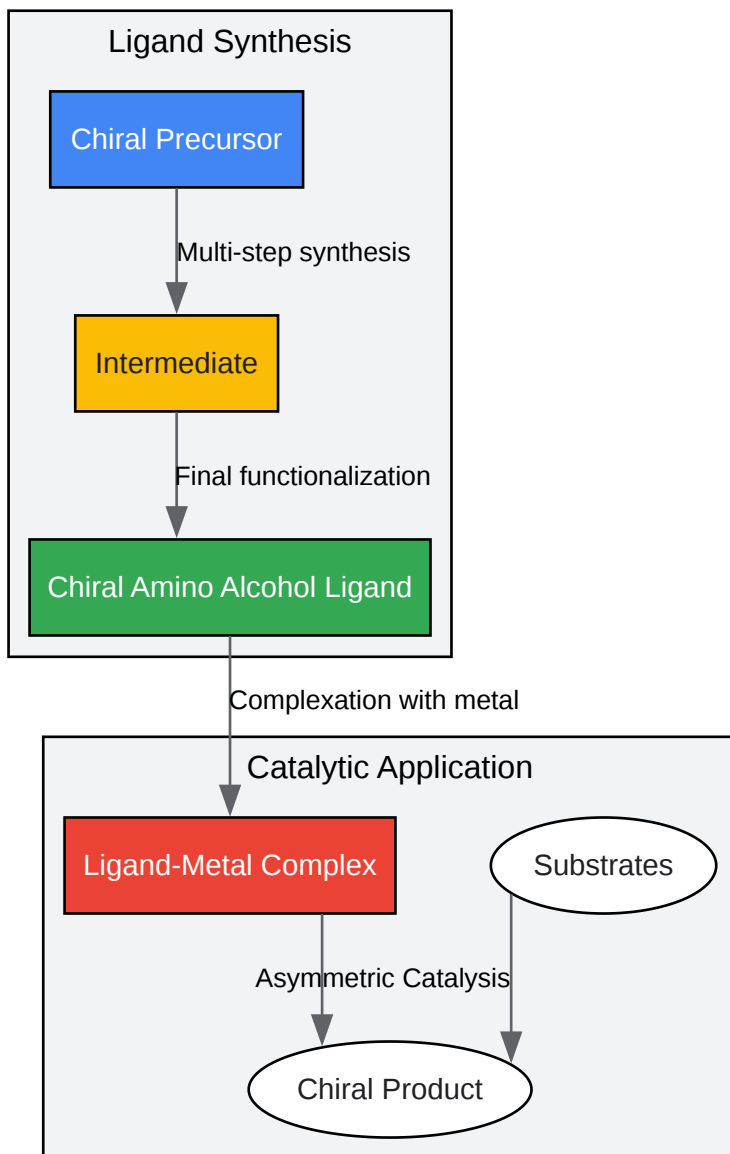 Ligand Synthesis
Chiral Precursor
Multi-step synthesis
Intermediate
Final functionalization
Chiral Amino Alcohol Ligand
Complexation with metal
Catalytic Application
Ligand-Metal Complex
Substrates
Asymmetric Catalysis
Chiral Product